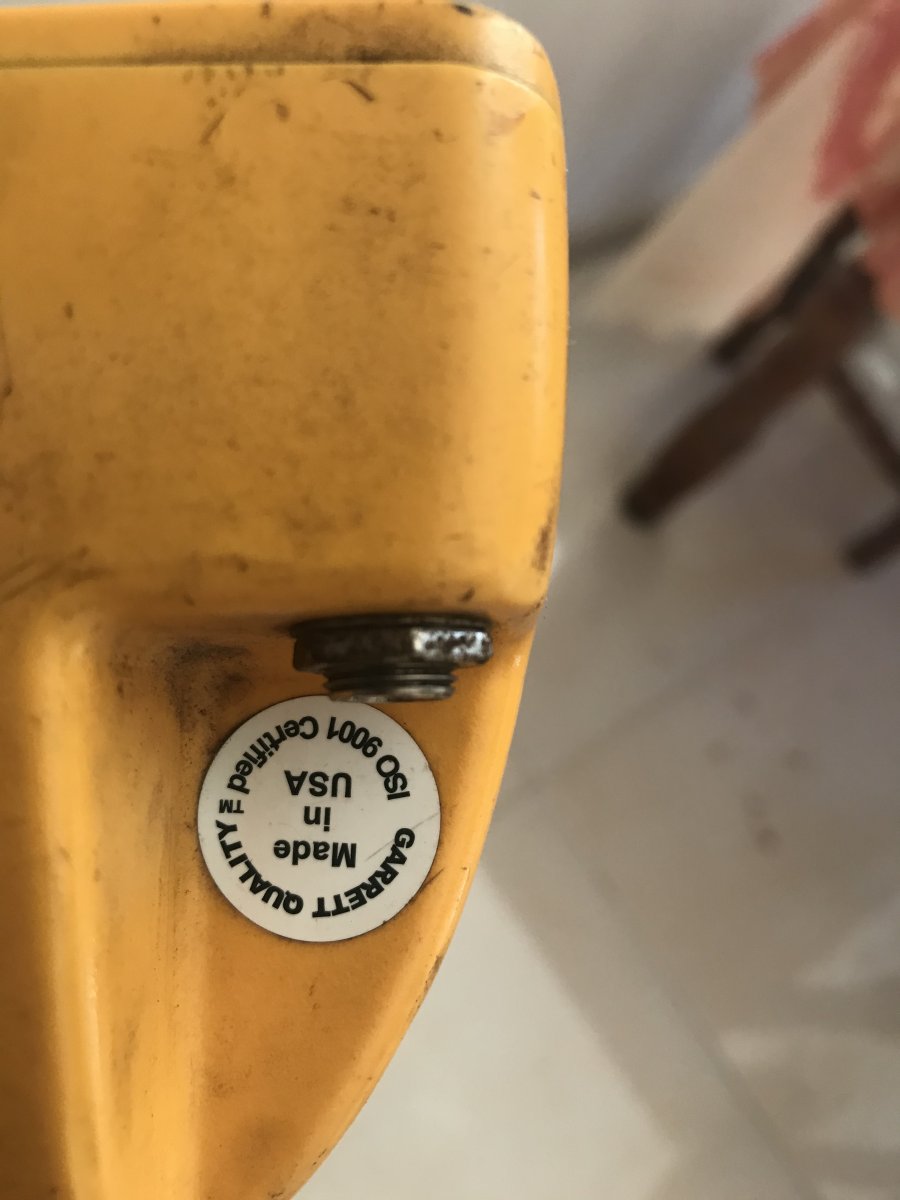 GARRETT QUALITY™
Made
in
USA
ISO 9001 Certified